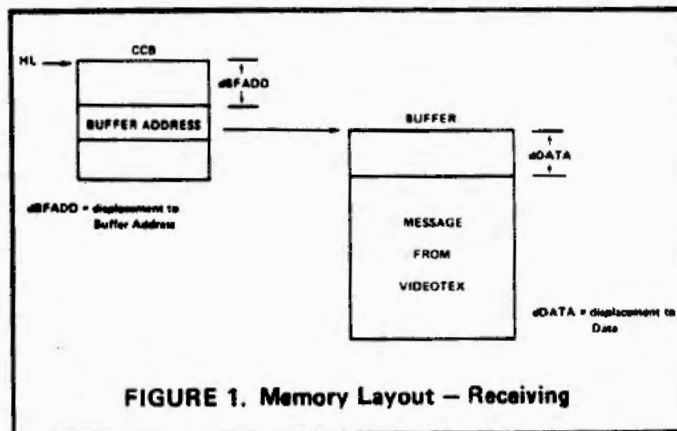 CCB
HL
dBFADD
BUFFER ADDRESS
BUFFER
dDATA
dBFADD = displacement to
Buffer Address
MESSAGE
FROM
VIDEOTEX
dDATA = displacement to
Data
FIGURE 1. Memory Layout — Receiving